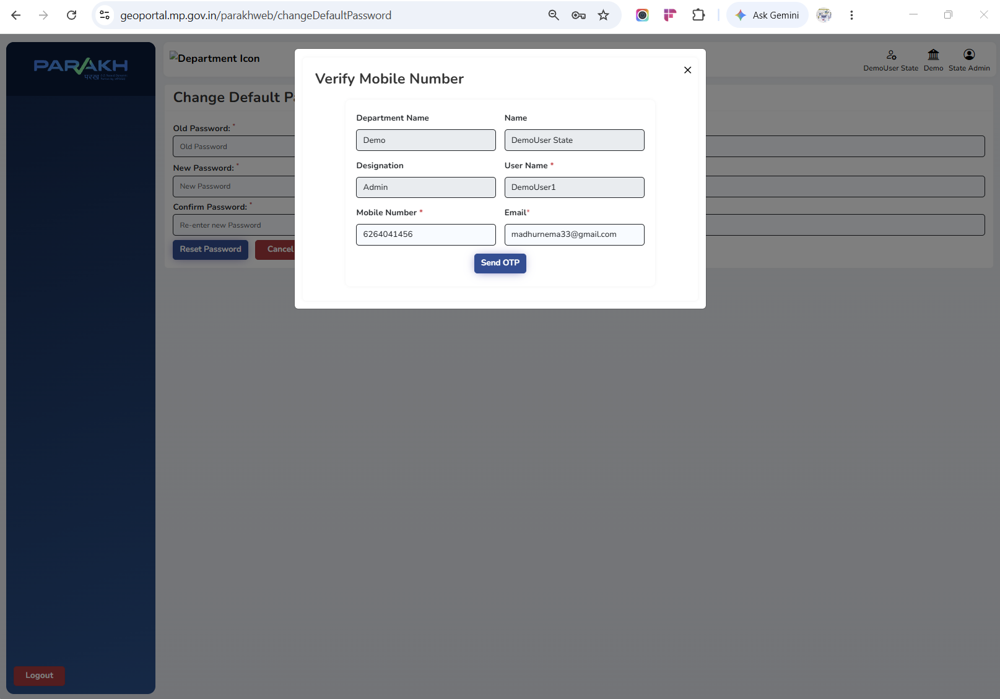 geoportal.mp.gov.in/parakhweb/changeDefaultPassword
Ask Gemini
PARAKH
परख
Department Icon
DemoUser State
Demo
State Admin
Change Default P
Old Password: *
Old Password
New Password: *
New Password
Confirm Password: *
Re-enter new Password
Reset Password
Cancel
Verify Mobile Number
Department Name
Name
Demo
DemoUser State
Designation
User Name *
Admin
DemoUser1
Mobile Number *
Email*
6264041456
madhurnema33@gmail.com
Send OTP
Logout